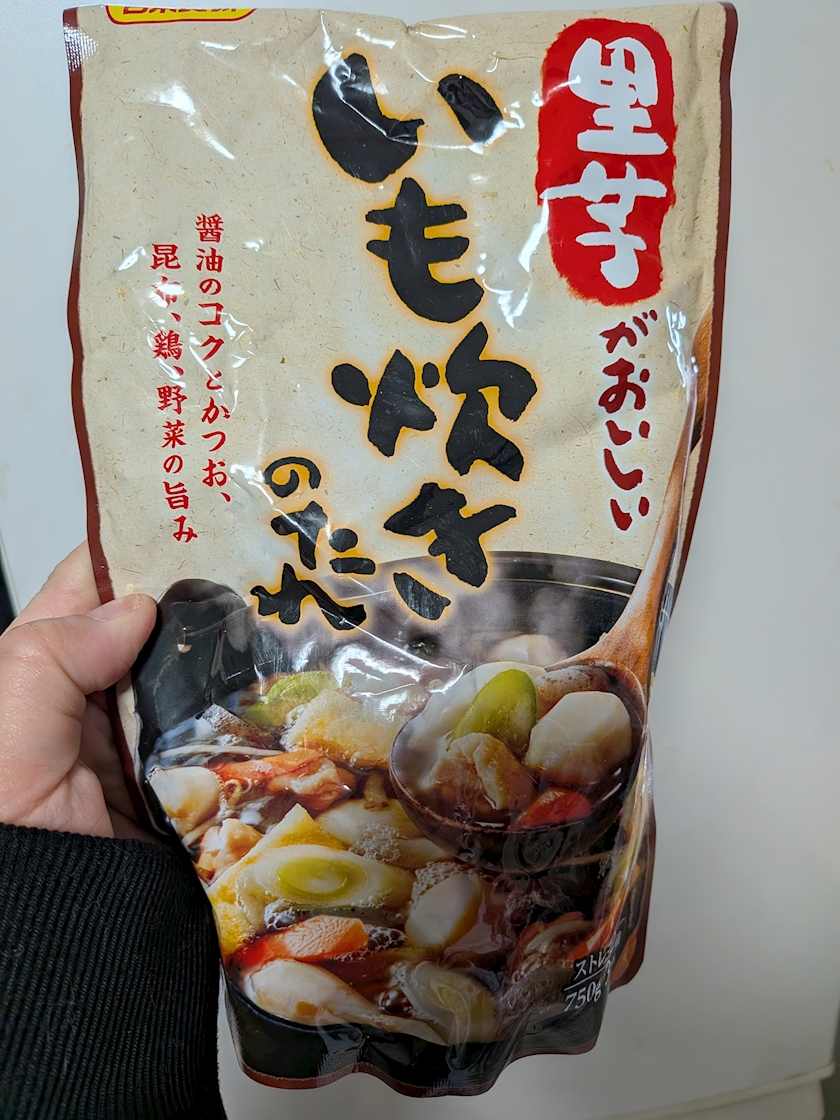 里芋
がおいしい
いも炊き
のたれ
醤油のコクとかつお、
昆布、鶏、野菜の旨み
750g